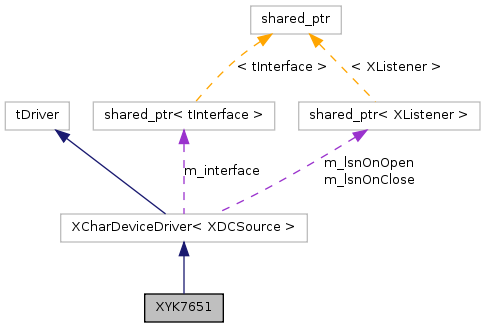 shared_ptr
< tInterface >
< XListener >
tDriver
shared_ptr< tInterface >
shared_ptr< XListener >
m_interface
m_lsnOnOpen
m_lsnOnClose
XCharDeviceDriver< XDCSource >
XYK7651